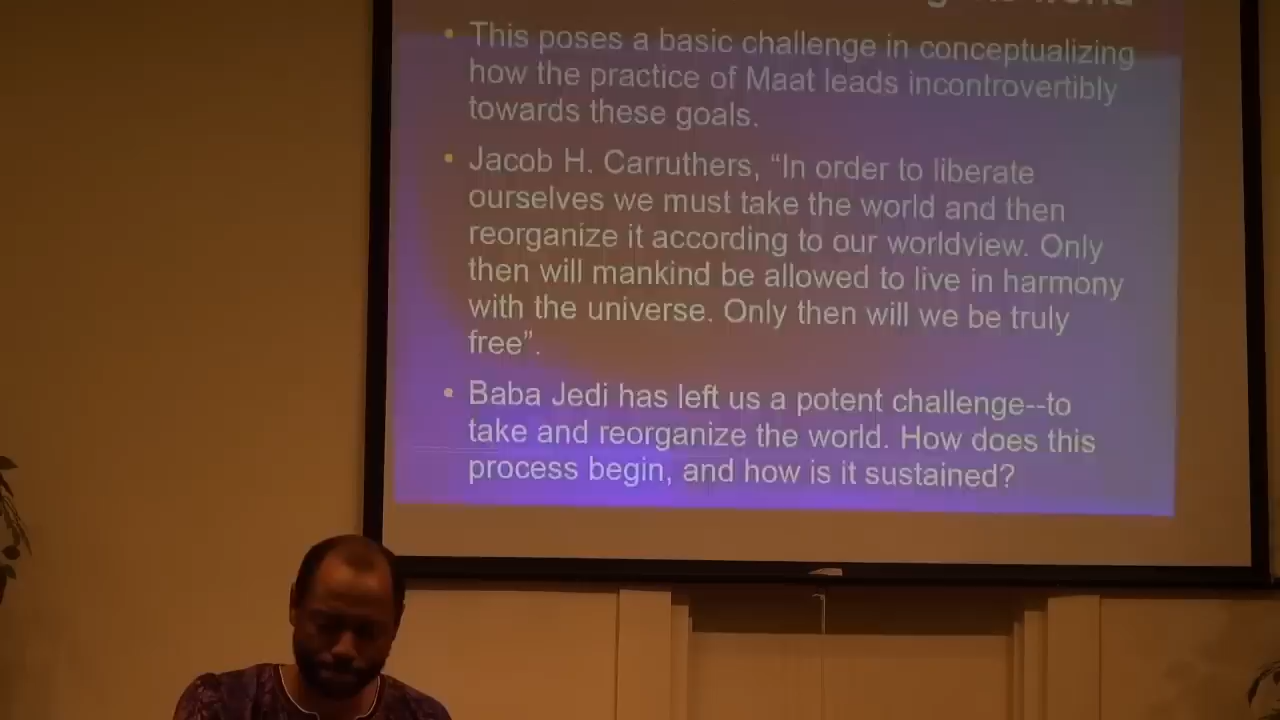 • This poses a basic challenge in conceptualizing
how the practice of Maat leads incontrovertibly
towards these goals.
• Jacob H. Carruthers, “In order to liberate
ourselves we must take the world and then
reorganize it according to our worldview. Only
then will mankind be allowed to live in harmony
with the universe. Only then will we be truly
free”.
• Baba Jedi has left us a potent challenge--to
take and reorganize the world. How does this
process begin, and how is it sustained?